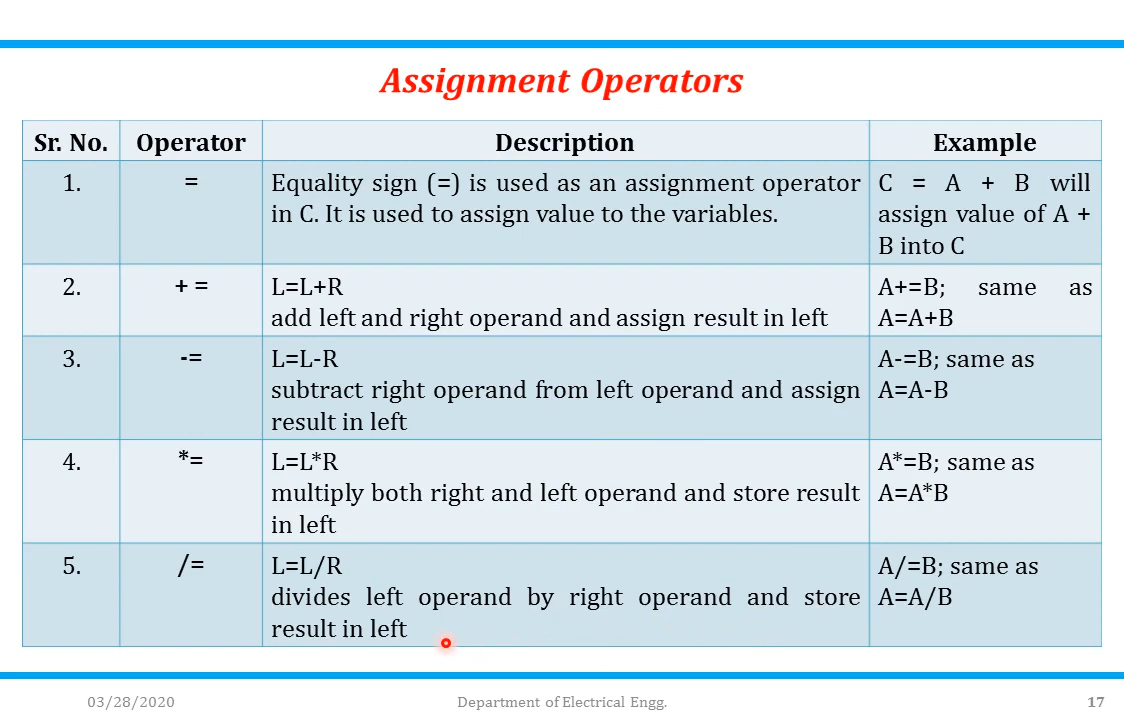 Assignment Operators
Sr. No. Operator Description Example
1. = Equality sign (=) is used as an assignment operator in C. It is used to assign value to the variables. C = A + B will assign value of A + B into C
2. + = L=L+R add left and right operand and assign result in left A+=B; same as A=A+B
3. -= L=L-R subtract right operand from left operand and assign result in left A-=B; same as A=A-B
4. *= L=L*R multiply both right and left operand and store result in left A*=B; same as A=A*B
5. /= L=L/R divides left operand by right operand and store result in left A/=B; same as A=A/B
03/28/2020 Department of Electrical Engg. 17